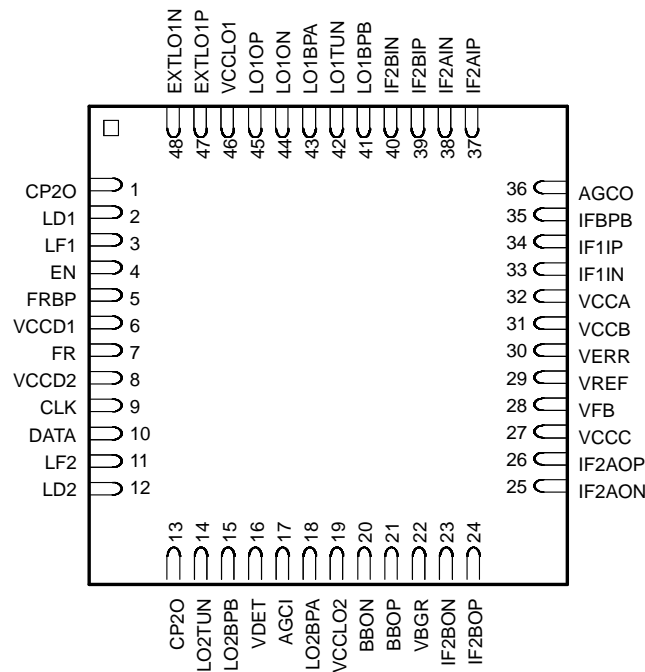 EXTLO1N
EXTLO1P
VCCLO1
LO1OP
LO1ON
LO1BPA
LO1TUN
LO1BPB
IF2BIN
IF2BIP
IF2AIN
IF2AIP
48
47
46
45
44
43
42
41
40
39
38
37
CP2O 1
LD1 2
LF1 3
EN 4
FRBP 5
VCCD1 6
FR 7
VCCD2 8
CLK 9
DATA 10
LF2 11
LD2 12
36 AGCO
35 IFBPB
34 IF1IP
33 IF1IN
32 VCCA
31 VCCB
30 VERR
29 VREF
28 VFB
27 VCCC
26 IF2AOP
25 IF2AON
13
14
15
16
17
18
19
20
21
22
23
24
CP2O
LO2TUN
LO2BPB
VDET
AGCI
LO2BPA
VCCLO2
BBON
BBOP
VBGR
IF2BON
IF2BOP